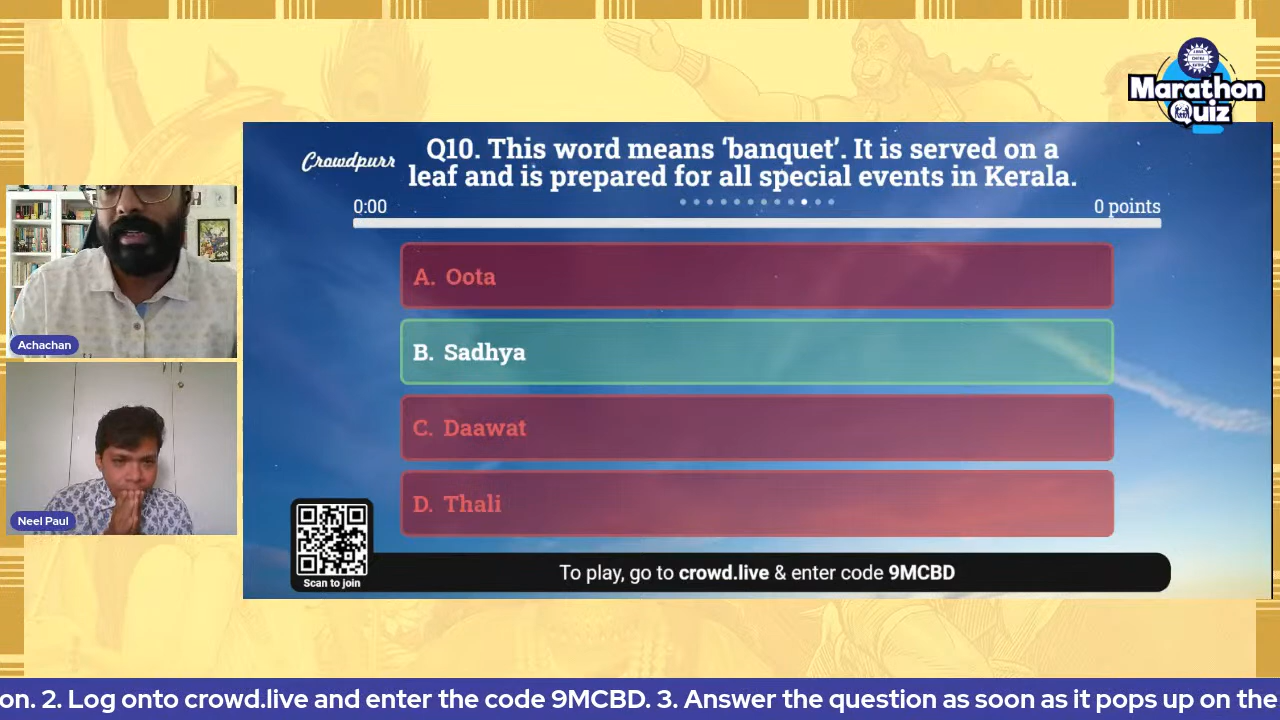 Marathon
Quiz
Crowdpurr
Q10. This word means ‘banquet’. It is served on a
leaf and is prepared for all special events in Kerala.
0:00
0 points
A. Oota
B. Sadhya
C. Daawat
D. Thali
Achachan
Neel Paul
Scan to join
To play, go to crowd.live & enter code 9MCBD
on. 2. Log onto crowd.live and enter the code 9MCBD. 3. Answer the question as soon as it pops up on the